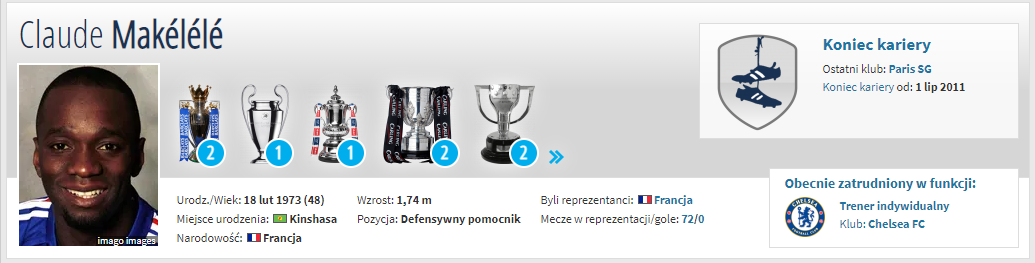 Claude Makélélé
imago images
2
1
1
2
2
»
Urodz./Wiek: 18 lut 1973 (48)
Miejsce urodzenia: Kinshasa
Narodowość: Francja
Wzrost: 1,74 m
Pozycja: Defensywny pomocnik
Byli reprezentanci: Francja
Mecze w reprezentacji/gole: 72/0
Koniec kariery
Ostatni klub: Paris SG
Koniec kariery od: 1 lip 2011
Obecnie zatrudniony w funkcji:
Trener indywidualny
Klub: Chelsea FC